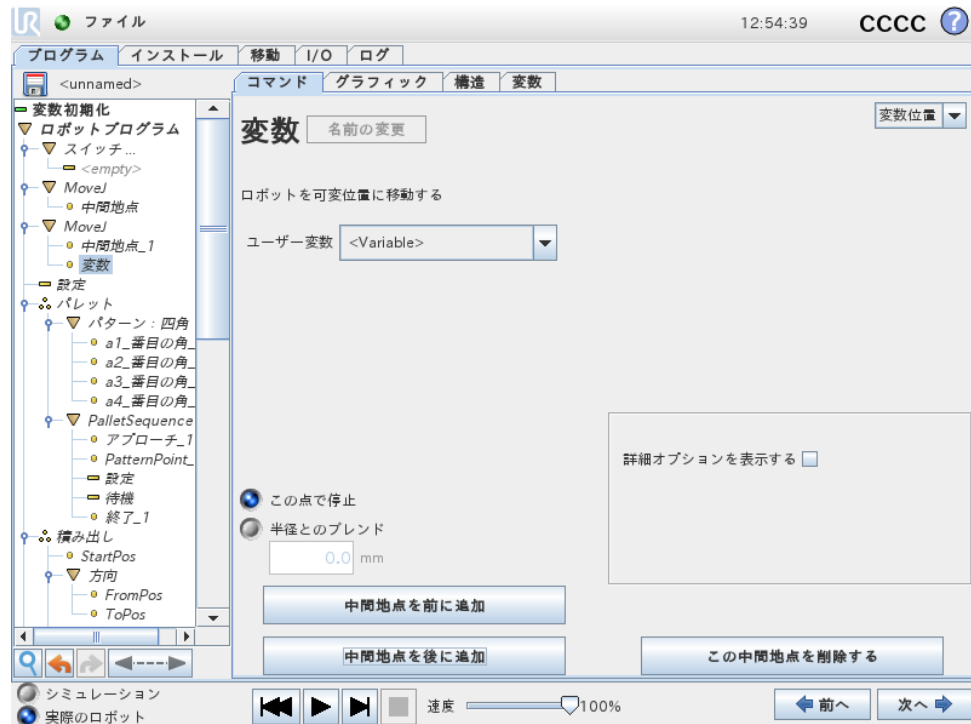 UR ファイル 12:54:39 CCCC ?
プログラム インストール 移動 I/O ログ
<unnamed>
コマンド グラフィック 構造 変数
変数初期化
ロボットプログラム
スイッチ...
<empty>
MoveJ
中間地点
MoveJ
中間地点_1
変数
設定
パレット
パターン：四角
a1_番目の角_
a2_番目の角_
a3_番目の角_
a4_番目の角_
PalletSequence
アプローチ_1
PatternPoint_
設定
待機
終了_1
積み出し
StartPos
方向
FromPos
ToPos
変数 名前の変更
変数位置
ロボットを可変位置に移動する
ユーザー変数 <Variable>
詳細オプションを表示する
この点で停止
半径とのブレンド
0.0 mm
中間地点を前に追加
中間地点を後に追加 この中間地点を削除する
シミュレーション
実際のロボット
速度 100%
前へ 次へ